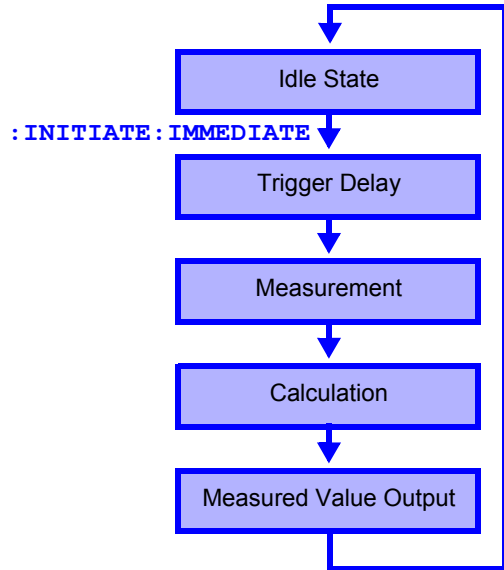 Idle State
:INITIATE:IMMEDIATE
Trigger Delay
Measurement
Calculation
Measured Value Output